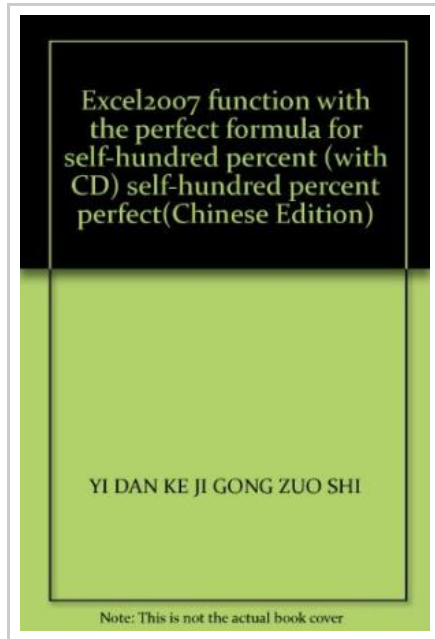 Excel2007 function with
the perfect formula for
self-hundred percent (with
CD) self-hundred percent
perfect(Chinese Edition)
YI DAN KE JI GONG ZUO SHI
Note: This is not the actual book cover